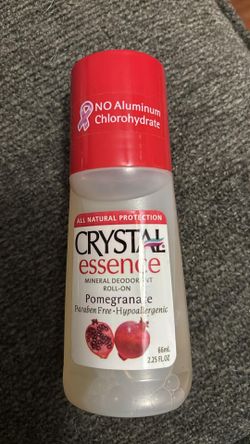 NO Aluminum
Chlorohydrate
ALL NATURAL PROTECTION
CRYSTAL
essence
MINERAL DEODORANT
ROLL-ON
Pomegranate
Paraben Free • Hypoallergenic
66mL
2.25 FL.OZ